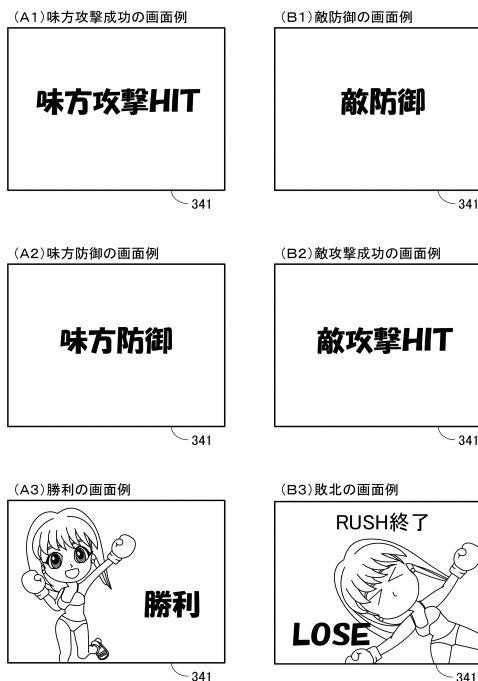 (A1)味方攻撃成功の画面例
味方攻撃HIT
341
(B1)敵防御の画面例
敵防御
341
(A2)味方防御の画面例
味方防御
341
(B2)敵攻撃成功の画面例
敵攻撃HIT
341
(A3)勝利の画面例
勝利
341
(B3)敗北の画面例
RUSH終了
LOSE
341